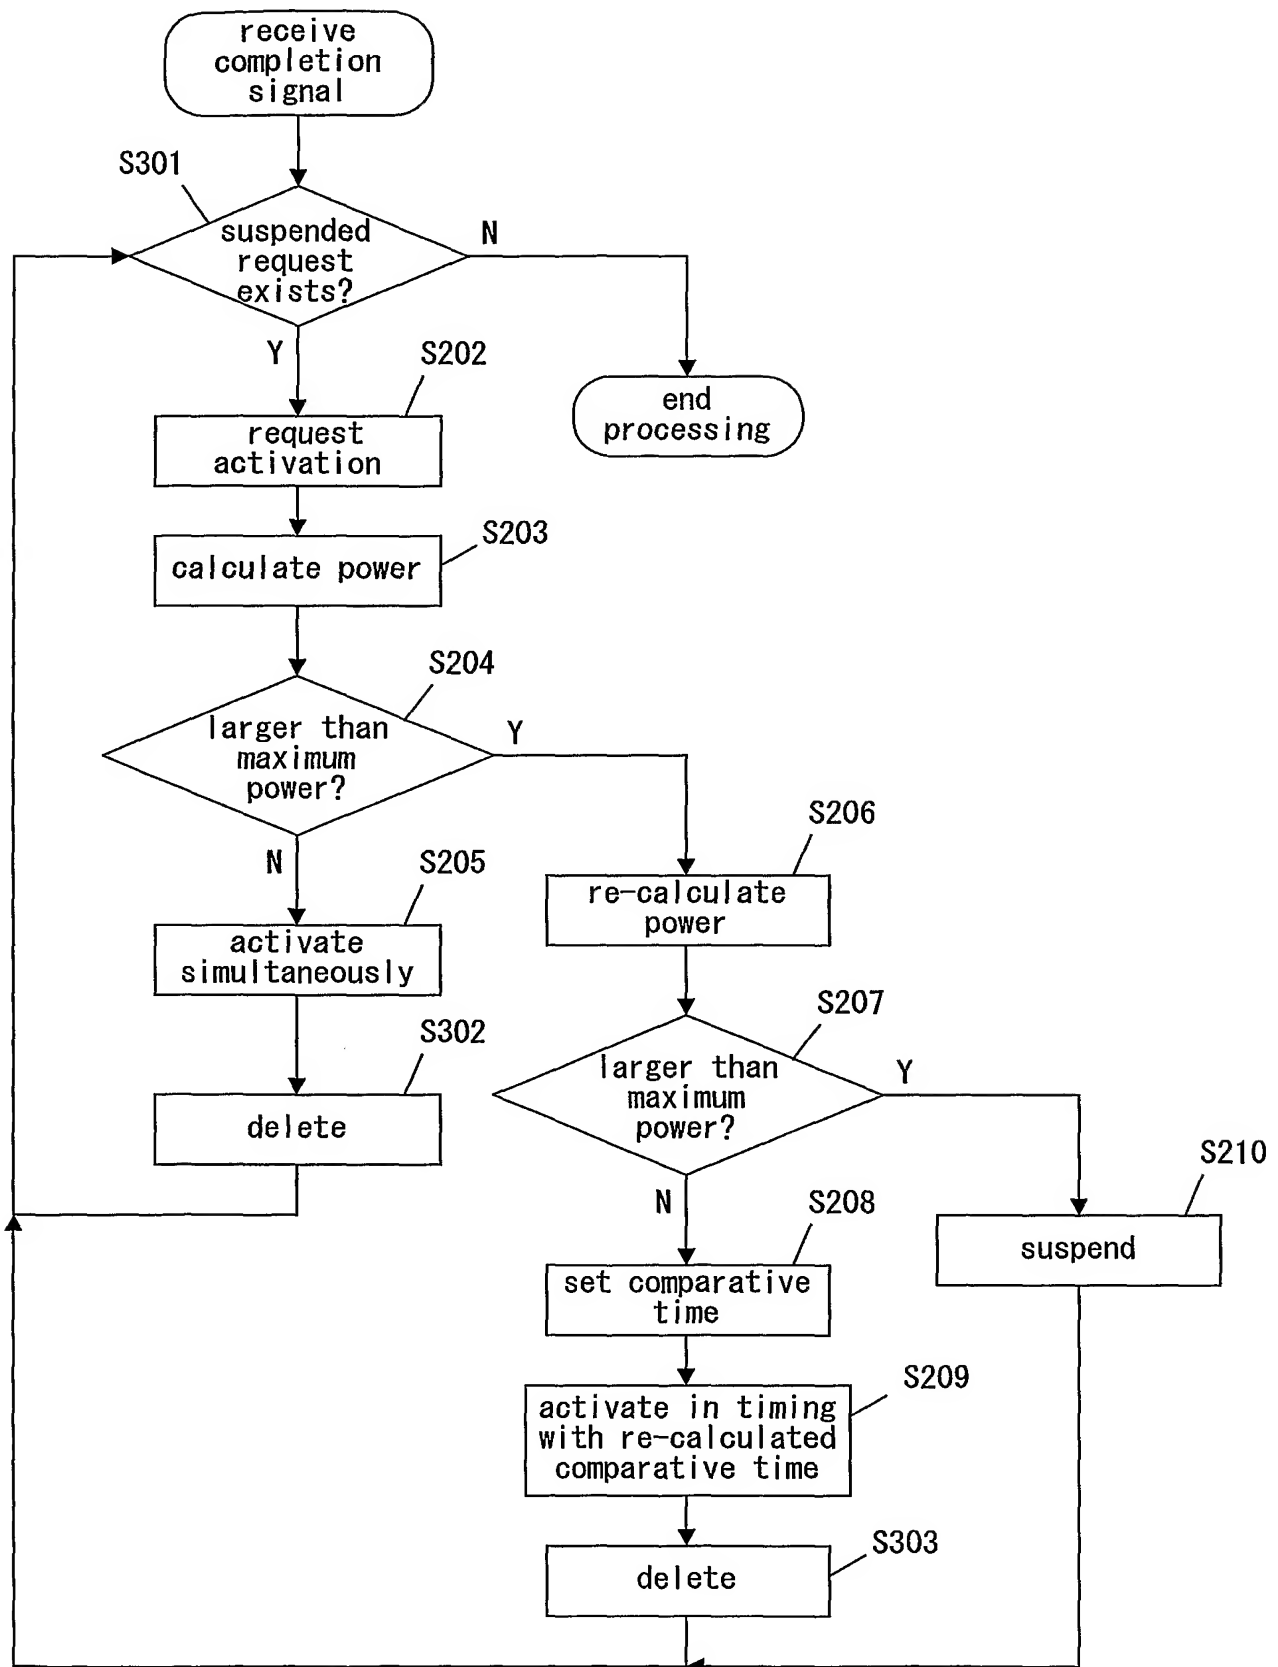 receive
completion
signal
S301
suspended
request
exists?
N
Y
S202
end
processing
request
activation
S203
calculate power
S204
larger than
maximum
power?
Y
S206
N
S205
re-calculate
power
activate
simultaneously
S207
S302
larger than
maximum
power?
Y
delete
S210
N
S208
suspend
set comparative
time
S209
activate in timing
with re-calculated
comparative time
S303
delete